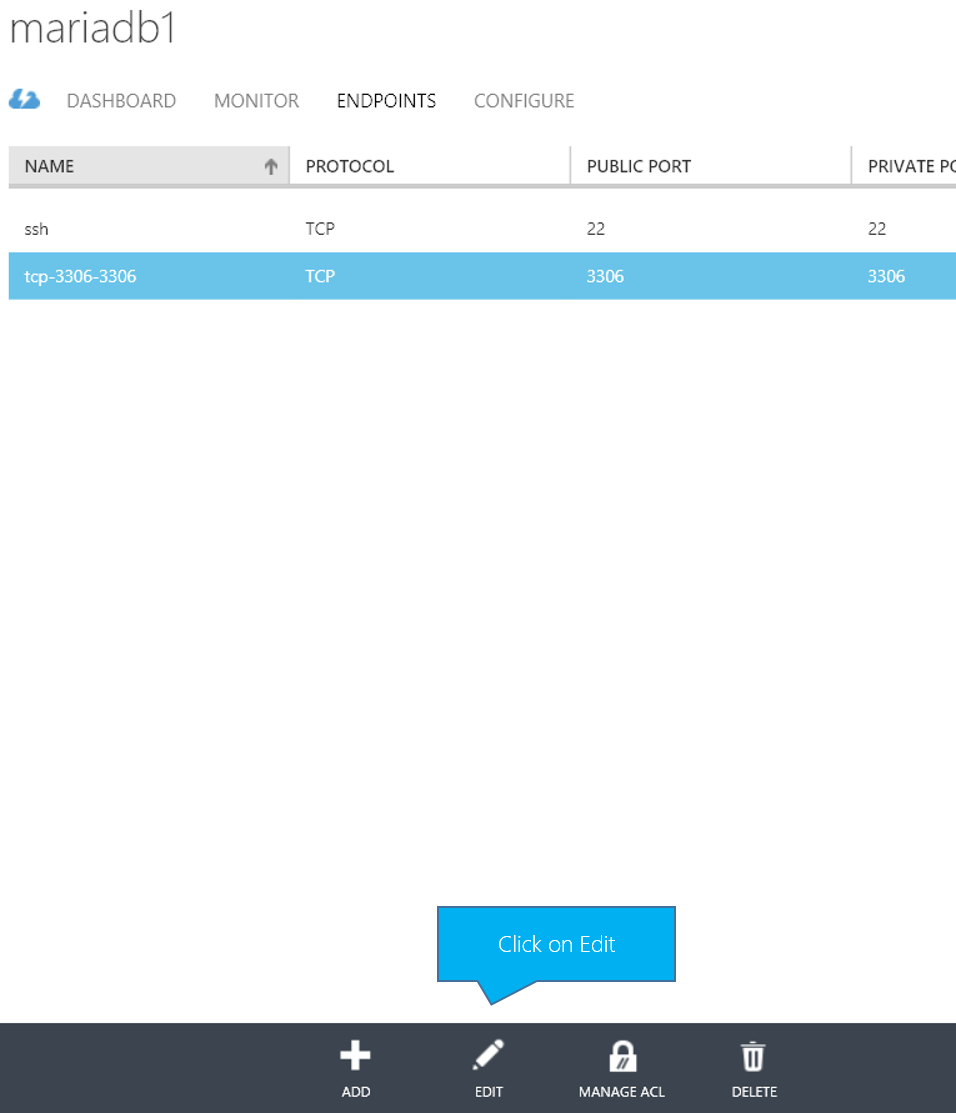 mariadb1
DASHBOARD MONITOR ENDPOINTS CONFIGURE
NAME PROTOCOL PUBLIC PORT PRIVATE PO
ssh TCP 22 22
tcp-3306-3306 TCP 3306 3306
Click on Edit
ADD EDIT MANAGE ACL DELETE